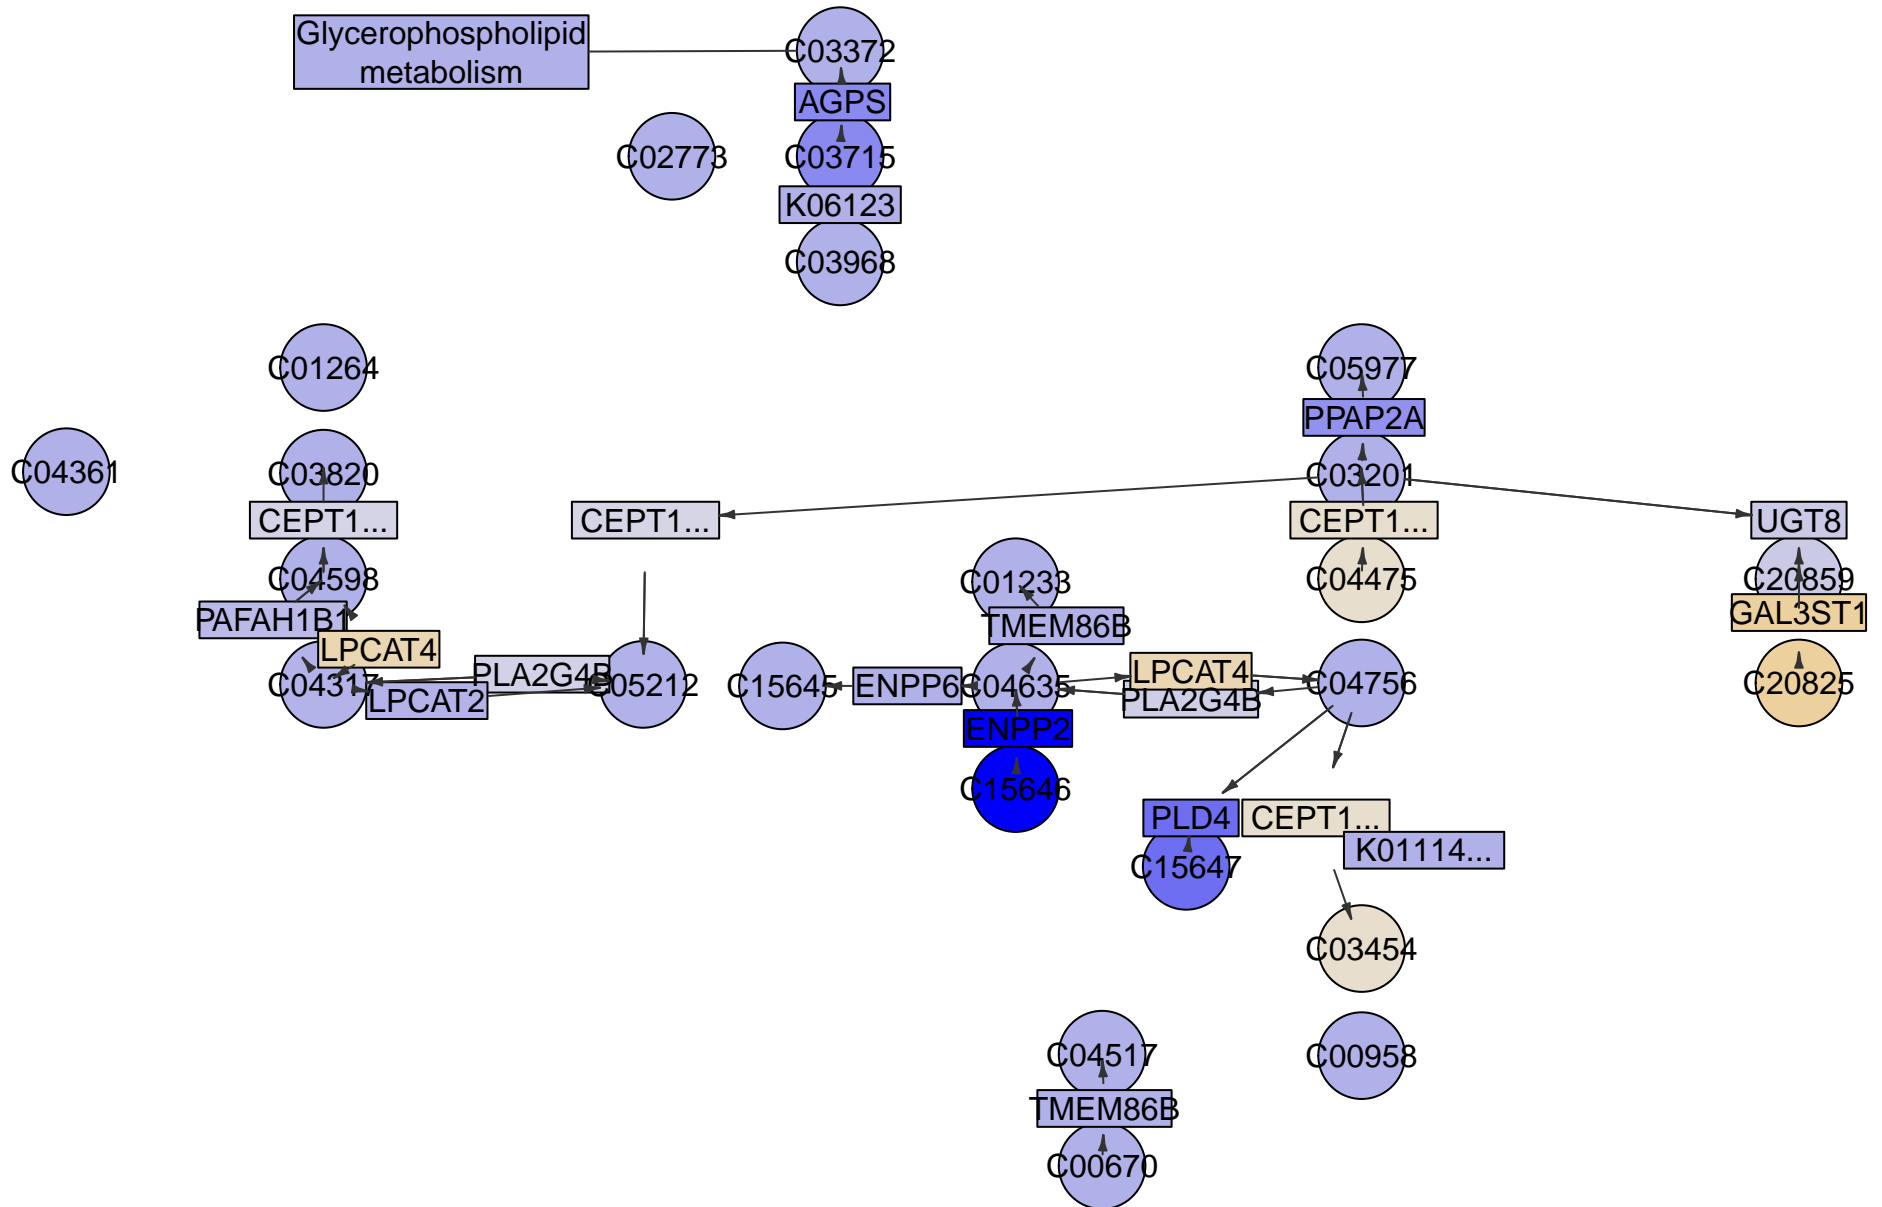 Glycerophospholipid
metabolism
C03372
AGPS
C02773
C03715
K06123
C03968
C01264
C05977
PPAP2A
C04361
C03820
C03201
CEPT1...
CEPT1...
CEPT1...
UGT8
C04598
C01233
C04475
C20859
PAFAH1B1
TMEM86B
GAL3ST1
LPCAT4
C04317
PLA2G4B
LPCAT2
C05212
C15645
ENPP6
C04635
LPCAT4
PLA2G4B
C04756
C20825
ENPP2
C15646
PLD4
CEPT1...
K01114...
C15647
C03454
C04517
C00958
TMEM86B
C00670